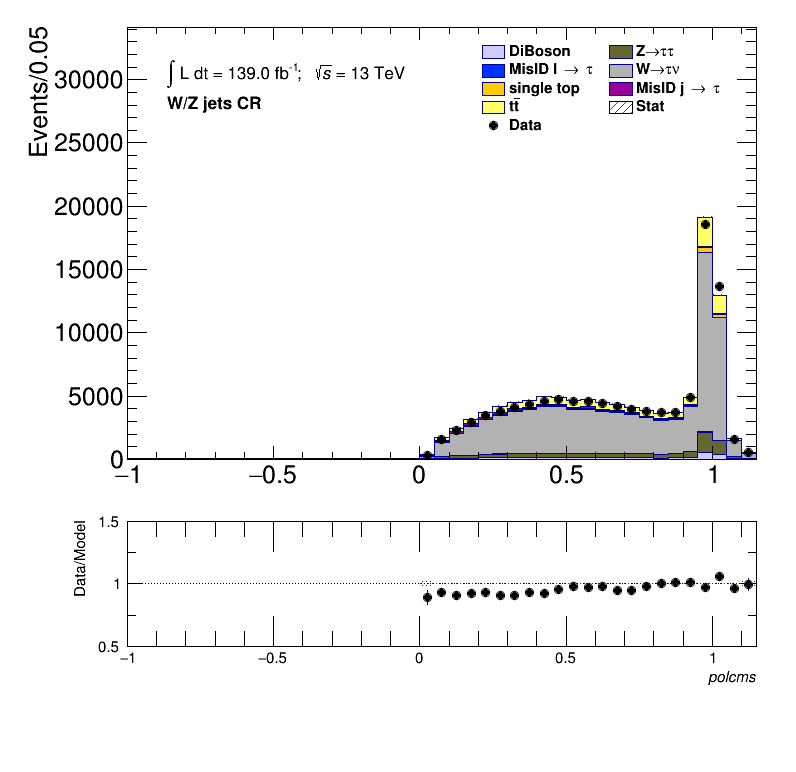 Events/0.05
30000
25000
20000
15000
10000
5000
0
∫ L dt = 139.0 fb⁻¹; √s = 13 TeV
W/Z jets CR
DiBoson
MisID l → τ
single top
tt̄
Data
Z→ττ
W→τν
MisID j → τ
Stat
−1 −0.5 0 0.5 1
Data/Model
1.5
1
0.5
−1 −0.5 0 0.5 1
polcms